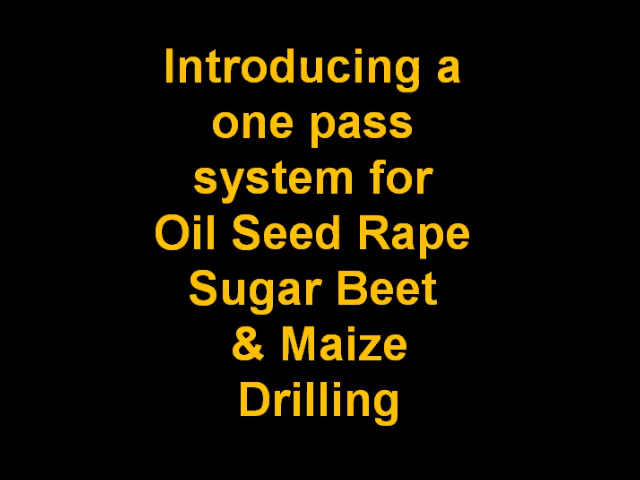 Introducing a
one pass
system for
Oil Seed Rape
Sugar Beet
& Maize
Drilling